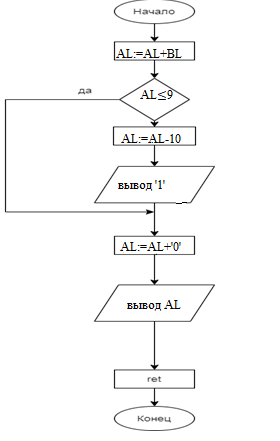 Начало
AL:=AL+BL
да
AL≤9
AL:=AL-10
вывод '1'
AL:=AL+'0'
вывод AL
ret
Конец